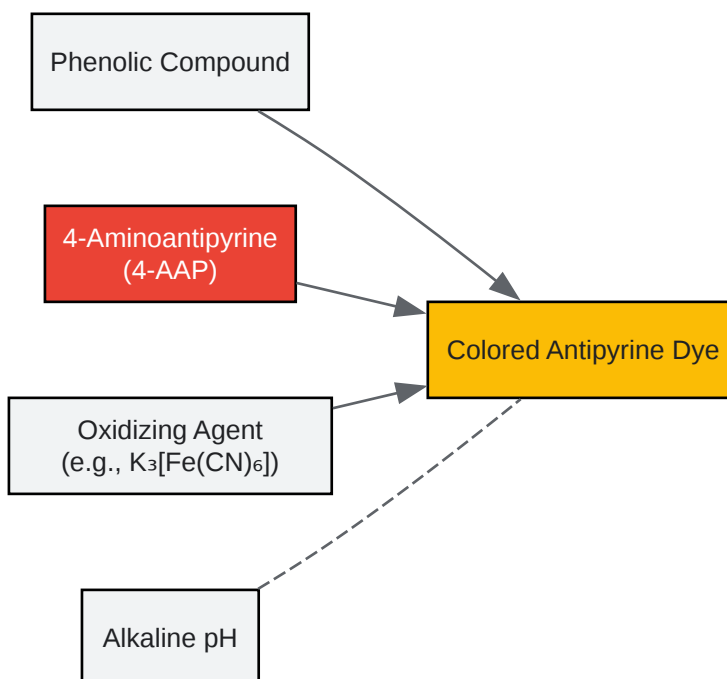 Phenolic Compound
4-Aminoantipyrine
(4-AAP)
Colored Antipyrine Dye
Oxidizing Agent
(e.g., K₃[Fe(CN)₆])
Alkaline pH